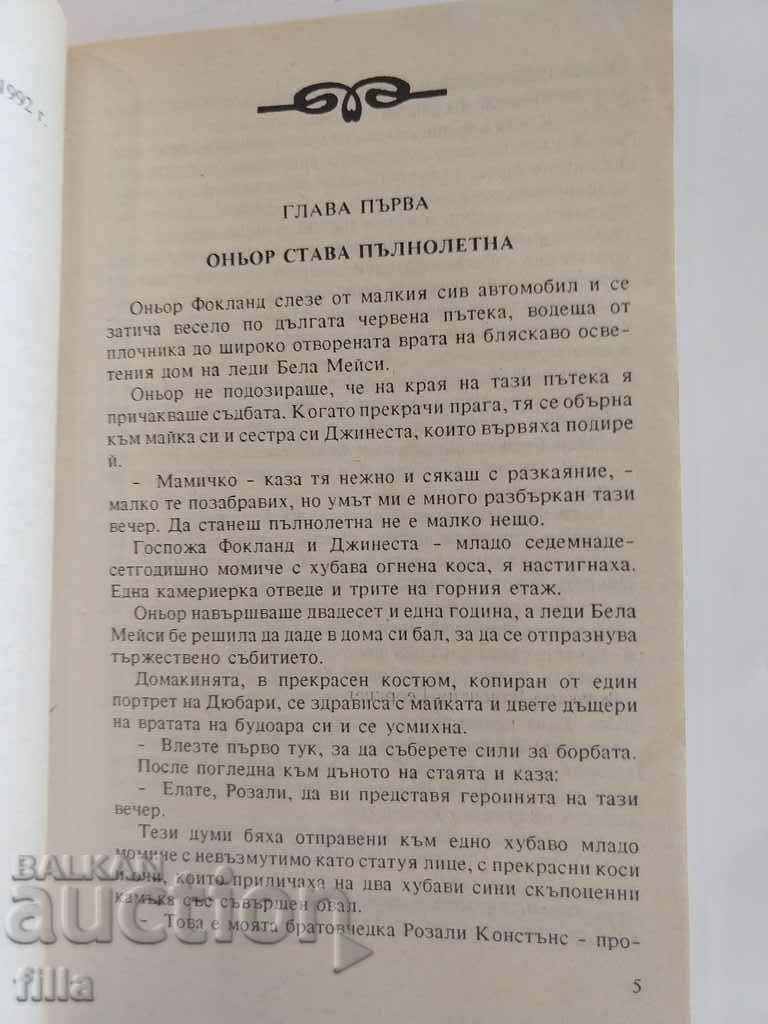 1992 г.
ГЛАВА ПЪРВА
ОНЬОР СТАВА ПЪЛНОЛЕТНА
Оньор Фокланд слезе от малкия сив автомобил и се
затича весело по дългата червена пътека, водеща от
плочника до широко отворената врата на бляскаво осве-
тения дом на леди Бела Мейси.
Оньор не подозираше, че на края на тази пътека я
причакваше съдбата. Когато прекрачи прага, тя се обърна
към майка си и сестра си Джинеста, които вървяха подире
й.
- Мамичко - каза тя нежно и сякаш с разкаяние, -
малко те позабравих, но умът ми е много разбъркан тази
вечер. Да станеш пълнолетна не е малко нещо.
Госпожа Фокланд и Джинеста - младо седемнаде-
сетгодишно момиче с хубава огнена коса, я настигнаха.
Една камериерка отведе и трите на горния етаж.
Оньор навършваше двадесет и една година, а леди Бела
Мейси бе решила да даде в дома си бал, за да се отпразнува
тържествено събитието.
Домакинята, в прекрасен костюм, копиран от един
портрет на Дюбари, се здрависа с майката и двете дъщери
на вратата на будоара си и се усмихна.
- Влезте първо тук, за да съберете сили за борбата.
После погледна към дъното на стаята и каза:
- Елате, Розали, да ви представя героинята на тази
вечер.
Тези думи бяха отправени към едно хубаво младо
момиче с невъзмутимо като статуя лице, с прекрасни коси
и очи, които приличаха на два хубави сини скъпоценни
камъка със съвършен овал.
- Това е моята братовчедка Розали Констънс - про-
5
BALKAN
auction
filla